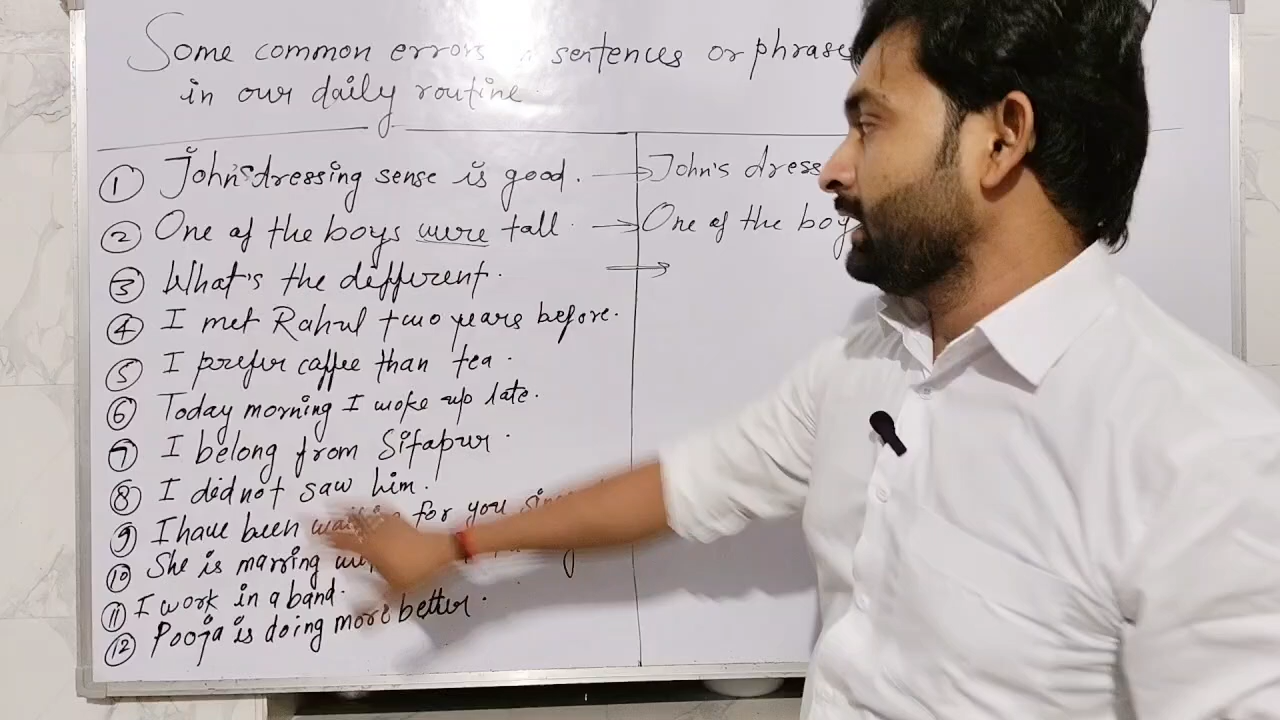 Some common errors sentences or phrases
in our daily routine.
① John's dressing sense is good. → John's dress
② One of the boys were tall. → One of the boy
③ What's the different. →
④ I met Rahul two years before.
⑤ I prefer coffee than tea.
⑥ Today morning I woke up late.
⑦ I belong from Sitapur.
⑧ I did not saw him.
⑨ I have been for you
⑩ She is marring
⑪ I work in a band.
⑫ Pooja is doing more better.